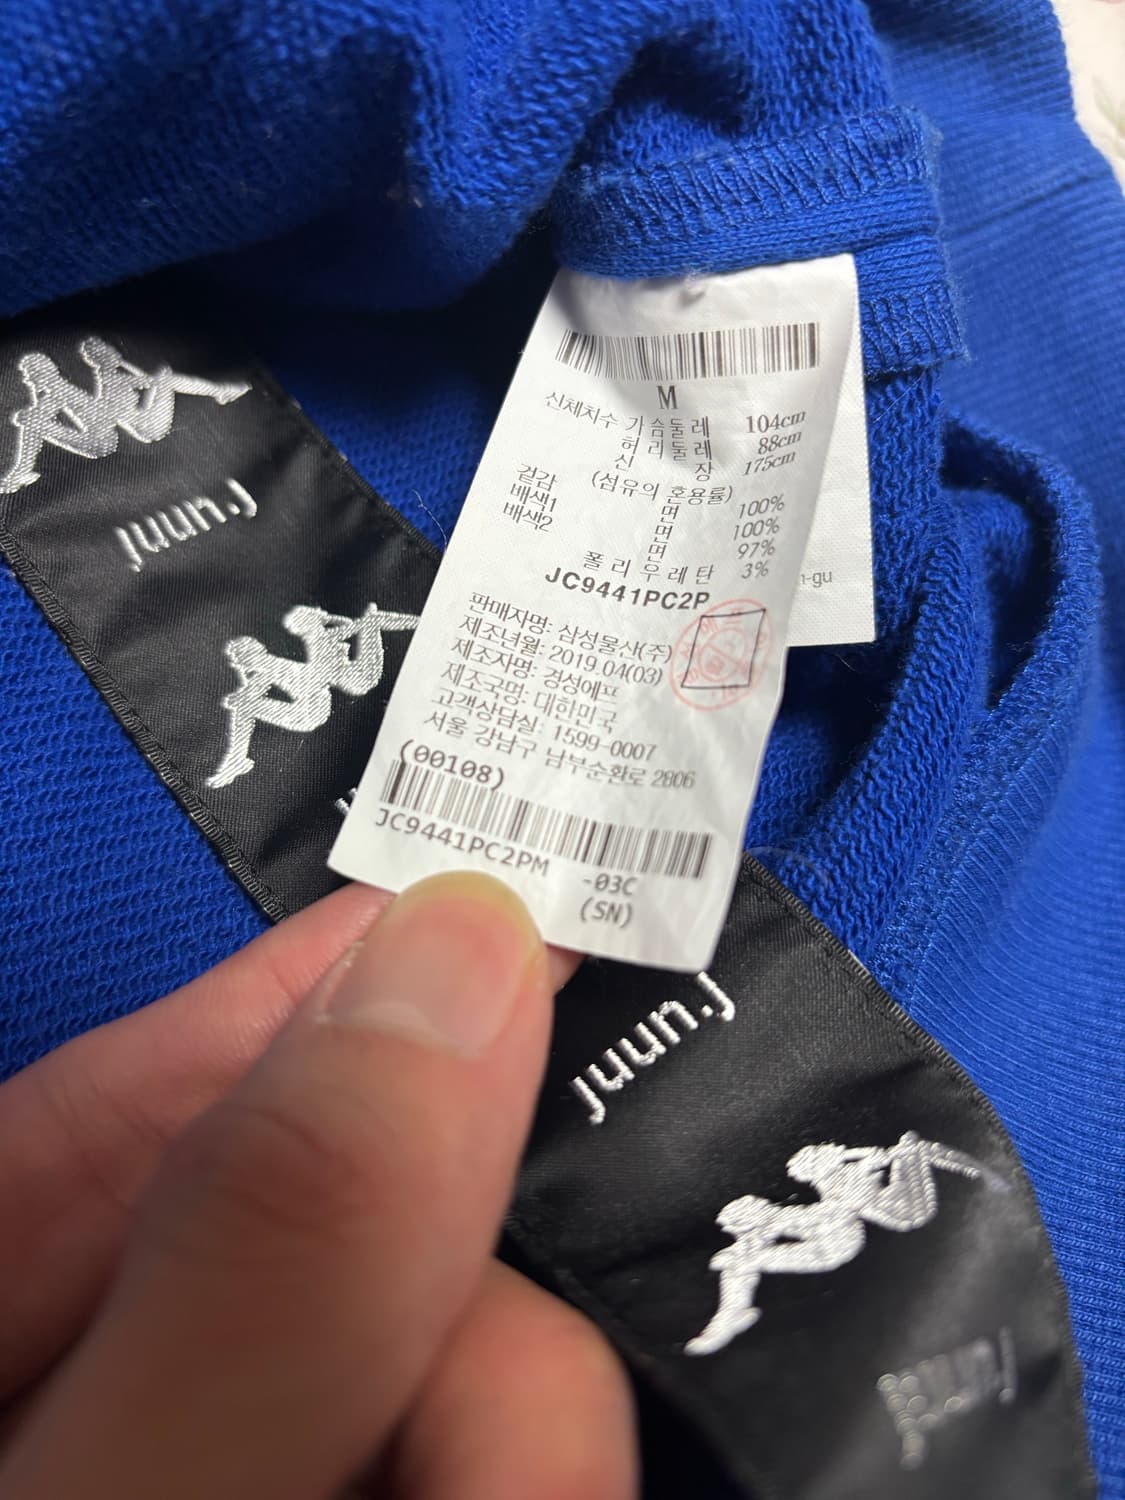 M
신체치수 가슴둘레 104cm
허리둘레 88cm
신장 175cm
(섬유의 혼용률)
겉감 면 100%
배색1 면 100%
배색2 면 97%
폴리우레탄 3%
JC9441PC2P
판매자명: 삼성물산(주)
제조년월: 2019.04(03)
제조자명: 경성에프
제조국명: 대한민국
고객상담실: 1599-0007
서울 강남구 남부순환로 2806
(00108)
JC9441PC2PM -03C
(SN)
n-gu
juun.J
juun.J
juun.J